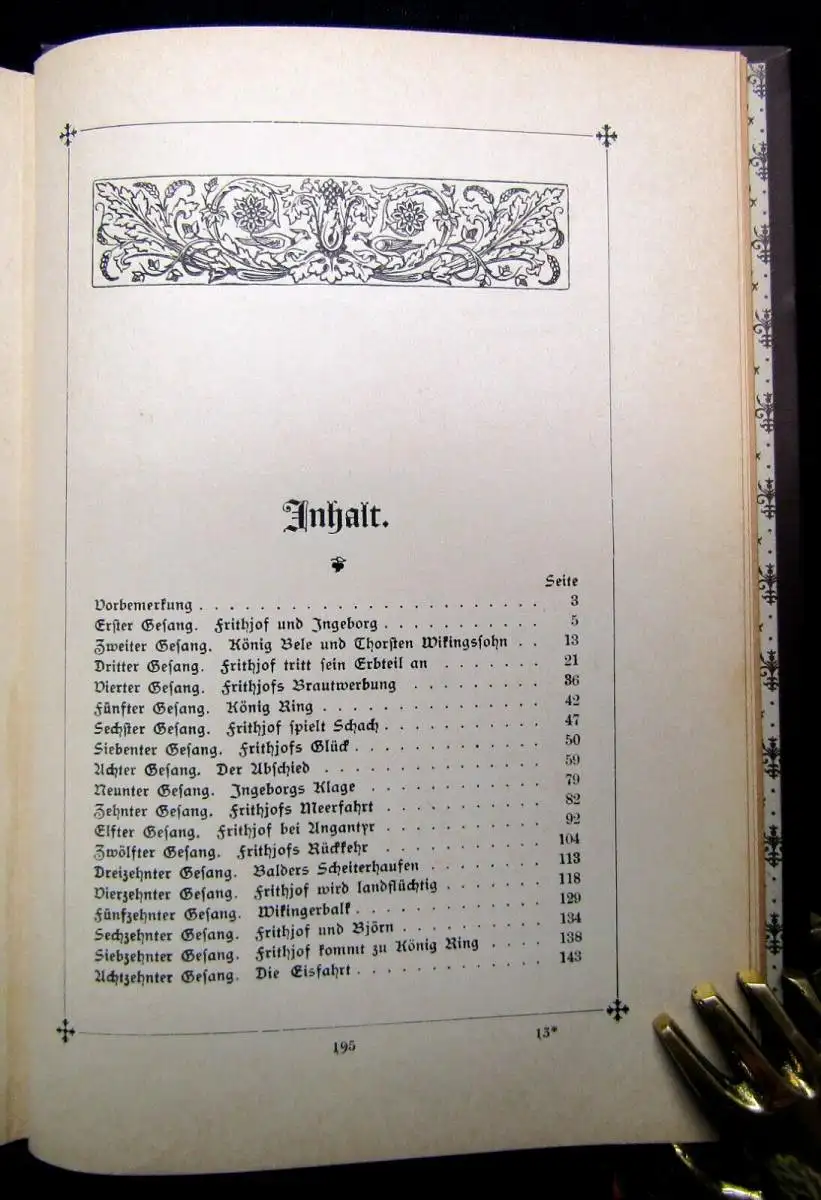 Inhalt.
Seite
Vorbemerkung . . . . . . . . . . . . . . . . . . . . . . . 3
Erster Gesang. Frithjof und Ingeborg . . . . . . . . . . . 5
Zweiter Gesang. König Bele und Thorsten Wikingssohn . . 13
Dritter Gesang. Frithjof tritt sein Erbteil an . . . . . . . 21
Vierter Gesang. Frithjofs Brautwerbung . . . . . . . . . 36
Fünfter Gesang. König Ring . . . . . . . . . . . . . . . 42
Sechster Gesang. Frithjof spielt Schach . . . . . . . . . . . 47
Siebenter Gesang. Frithjofs Glück . . . . . . . . . . . . . 50
Achter Gesang. Der Abschied . . . . . . . . . . . . . . 59
Neunter Gesang. Ingeborgs Klage . . . . . . . . . . . . 79
Zehnter Gesang. Frithjofs Meerfahrt . . . . . . . . . . . 82
Elfter Gesang. Frithjof bei Angantyr . . . . . . . . . . . 92
Zwölfter Gesang. Frithjofs Rückkehr . . . . . . . . . . . 104
Dreizehnter Gesang. Balders Scheiterhaufen . . . . . . . . 113
Vierzehnter Gesang. Frithjof wird landflüchtig . . . . . . . 118
Fünfzehnter Gesang. Wikingerbalk . . . . . . . . . . . . . 129
Sechzehnter Gesang. Frithjof und Björn . . . . . . . . . . 134
Siebzehnter Gesang. Frithjof kommt zu König Ring . . . . 138
Achtzehnter Gesang. Die Eisfahrt . . . . . . . . . . . . . 143
195 13*